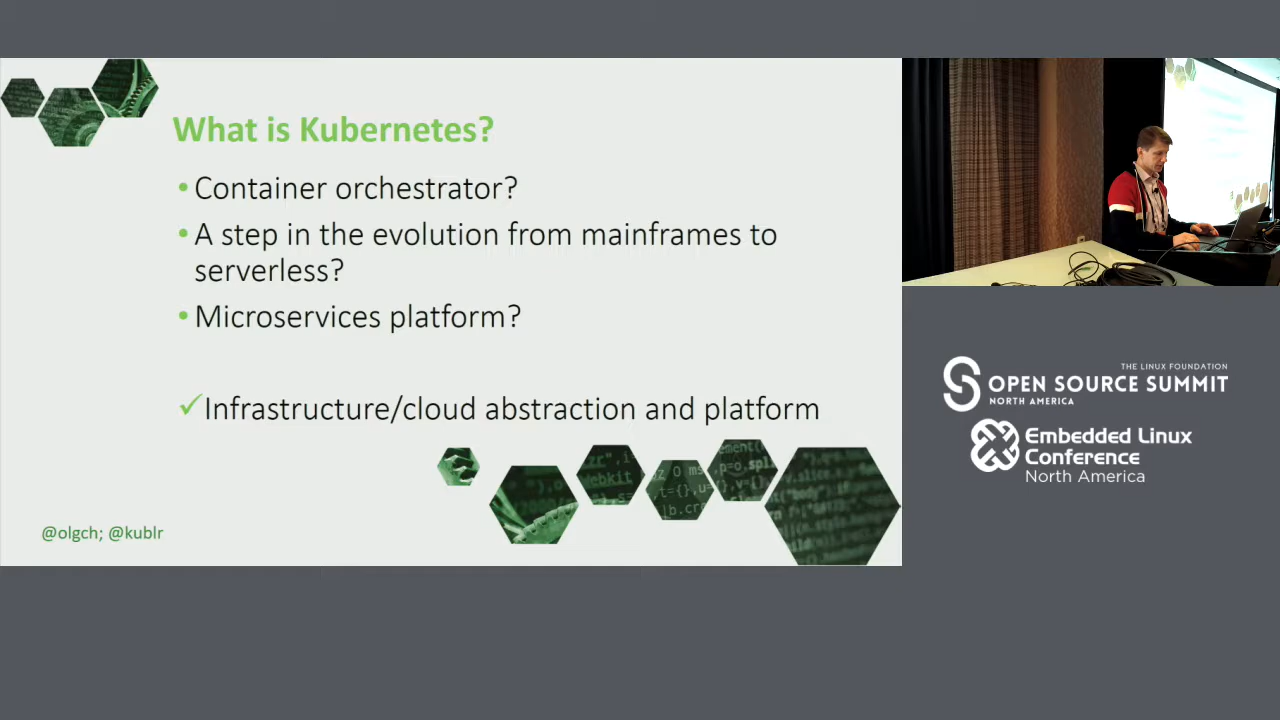 What is Kubernetes?
• Container orchestrator?
• A step in the evolution from mainframes to
serverless?
• Microservices platform?
✓Infrastructure/cloud abstraction and platform
@olgch; @kublr
THE LINUX FOUNDATION
OPEN SOURCE SUMMIT
NORTH AMERICA
Embedded Linux
Conference
North America